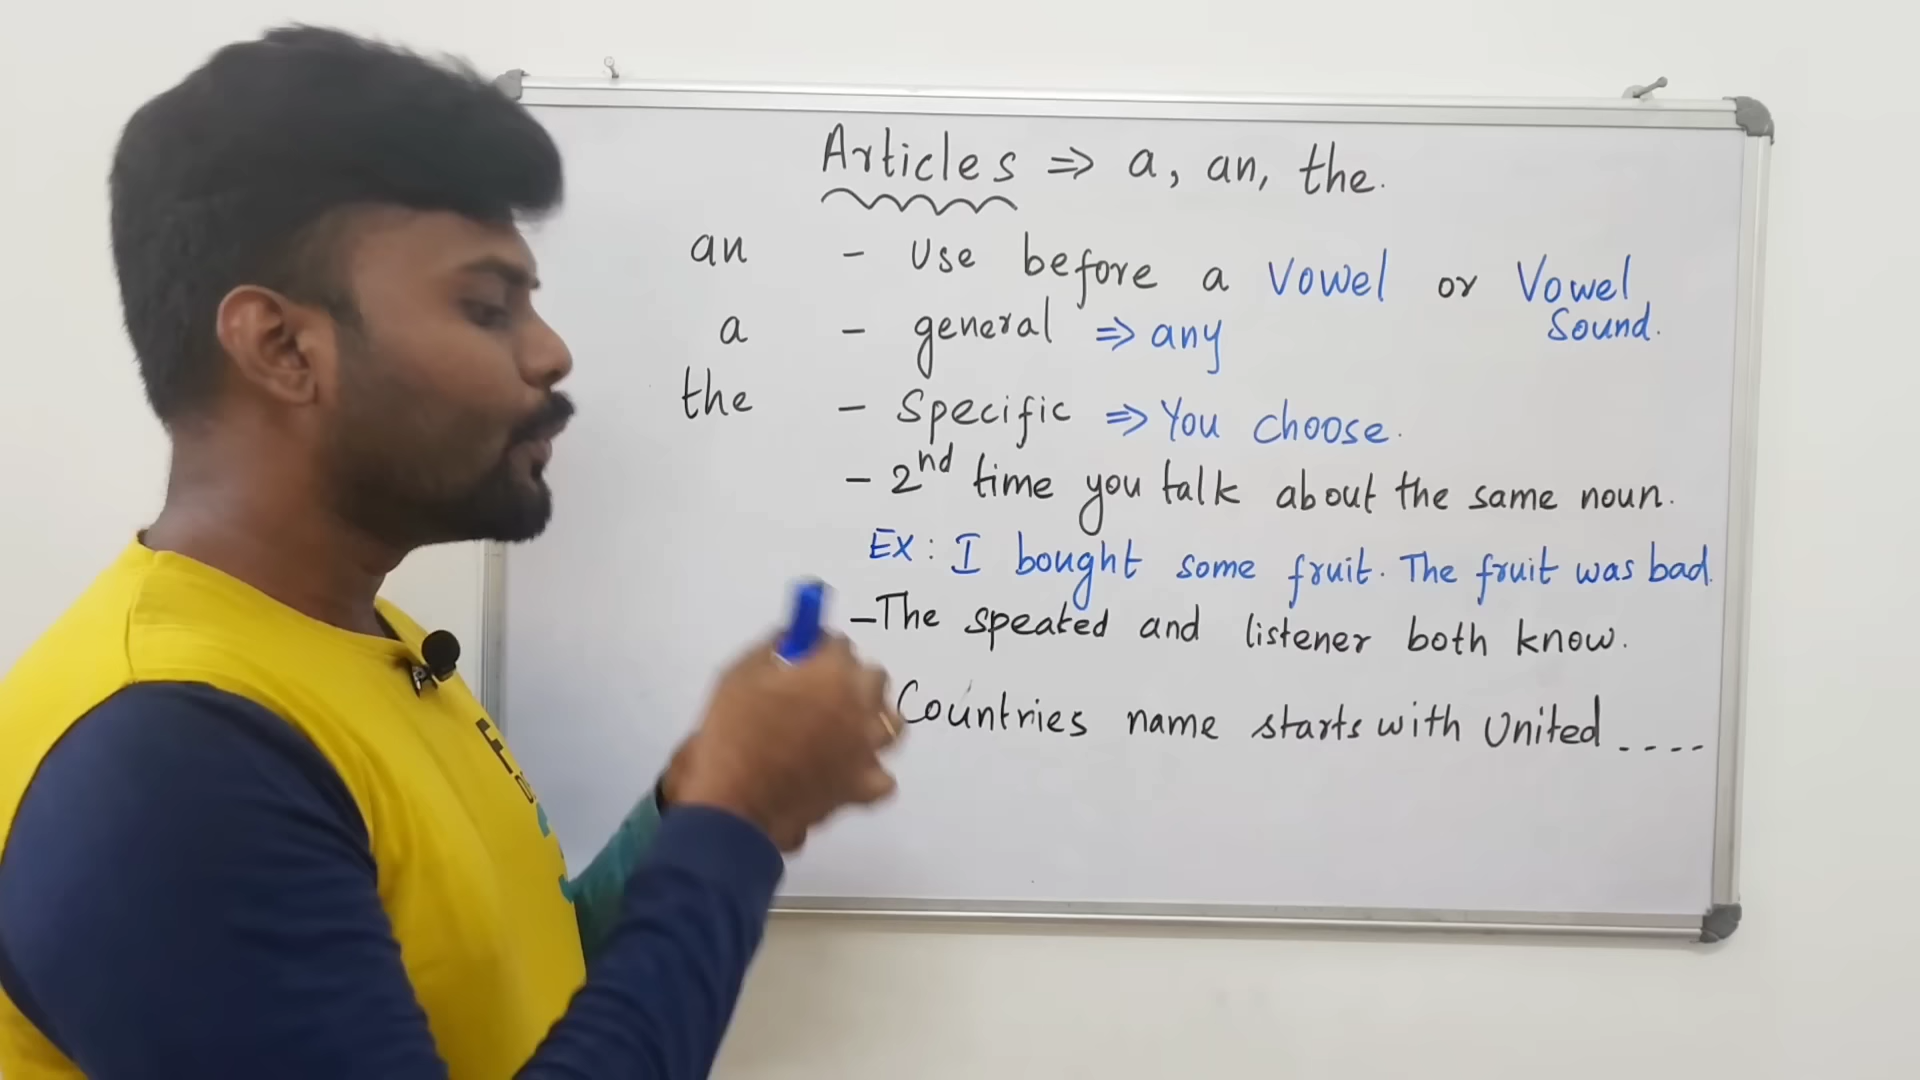 Articles ⇒ a, an, the.
an - Use before a Vowel or Vowel Sound.
a - general ⇒ any
the - Specific ⇒ You choose.
- 2nd time you talk about the same noun.
Ex : I bought some fruit. The fruit was bad.
- The speated and listener both know.
Countries name starts with United ....